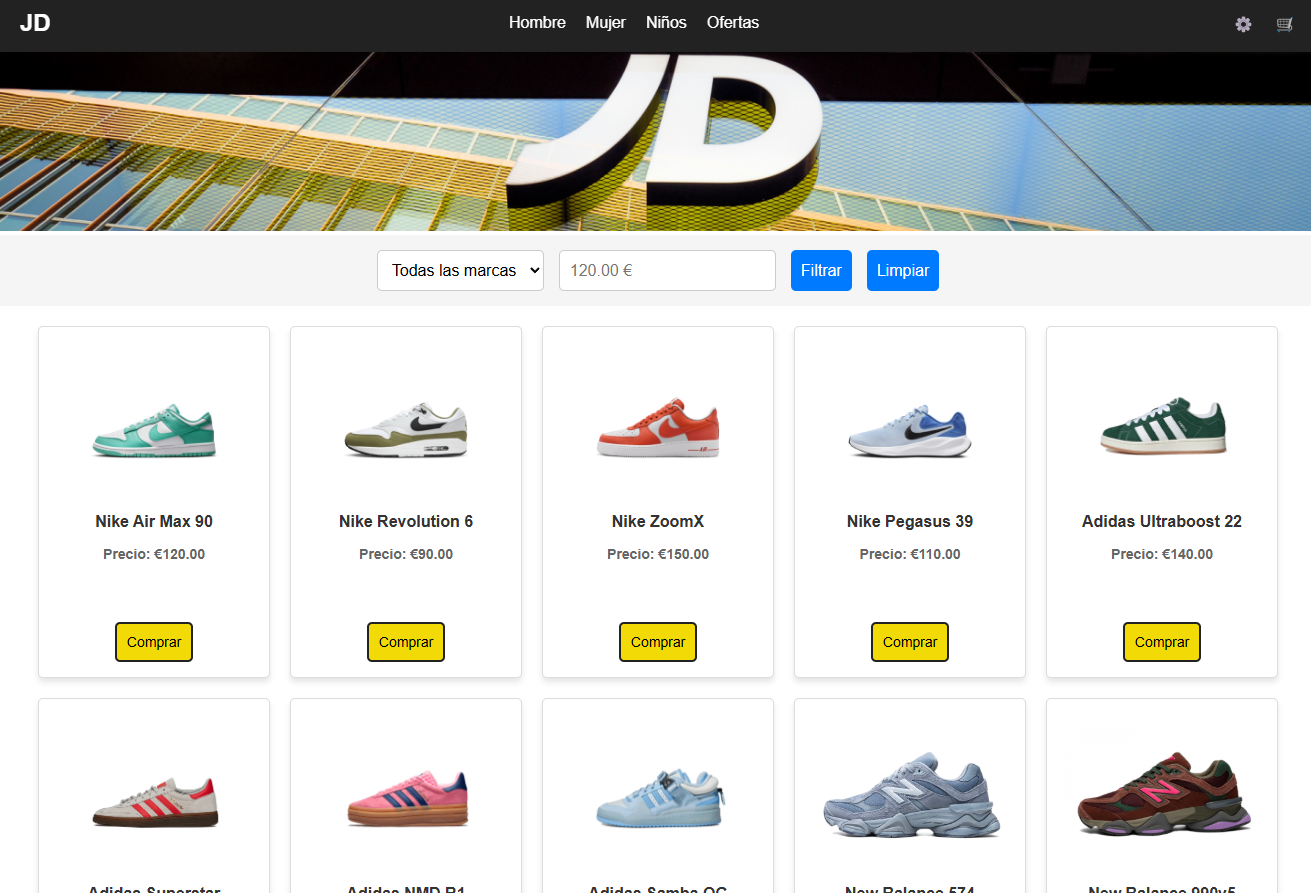 JD
Hombre Mujer Niños Ofertas
JD
Todas las marcas 120.00 € Filtrar Limpiar
Nike Air Max 90 Nike Revolution 6 Nike ZoomX Nike Pegasus 39 Adidas Ultraboost 22
Precio: €120.00 Precio: €90.00 Precio: €150.00 Precio: €110.00 Precio: €140.00
Comprar Comprar Comprar Comprar Comprar
Adidas Superstar Adidas NMD R1 Adidas Samba OG New Balance 574 New Balance 990v5